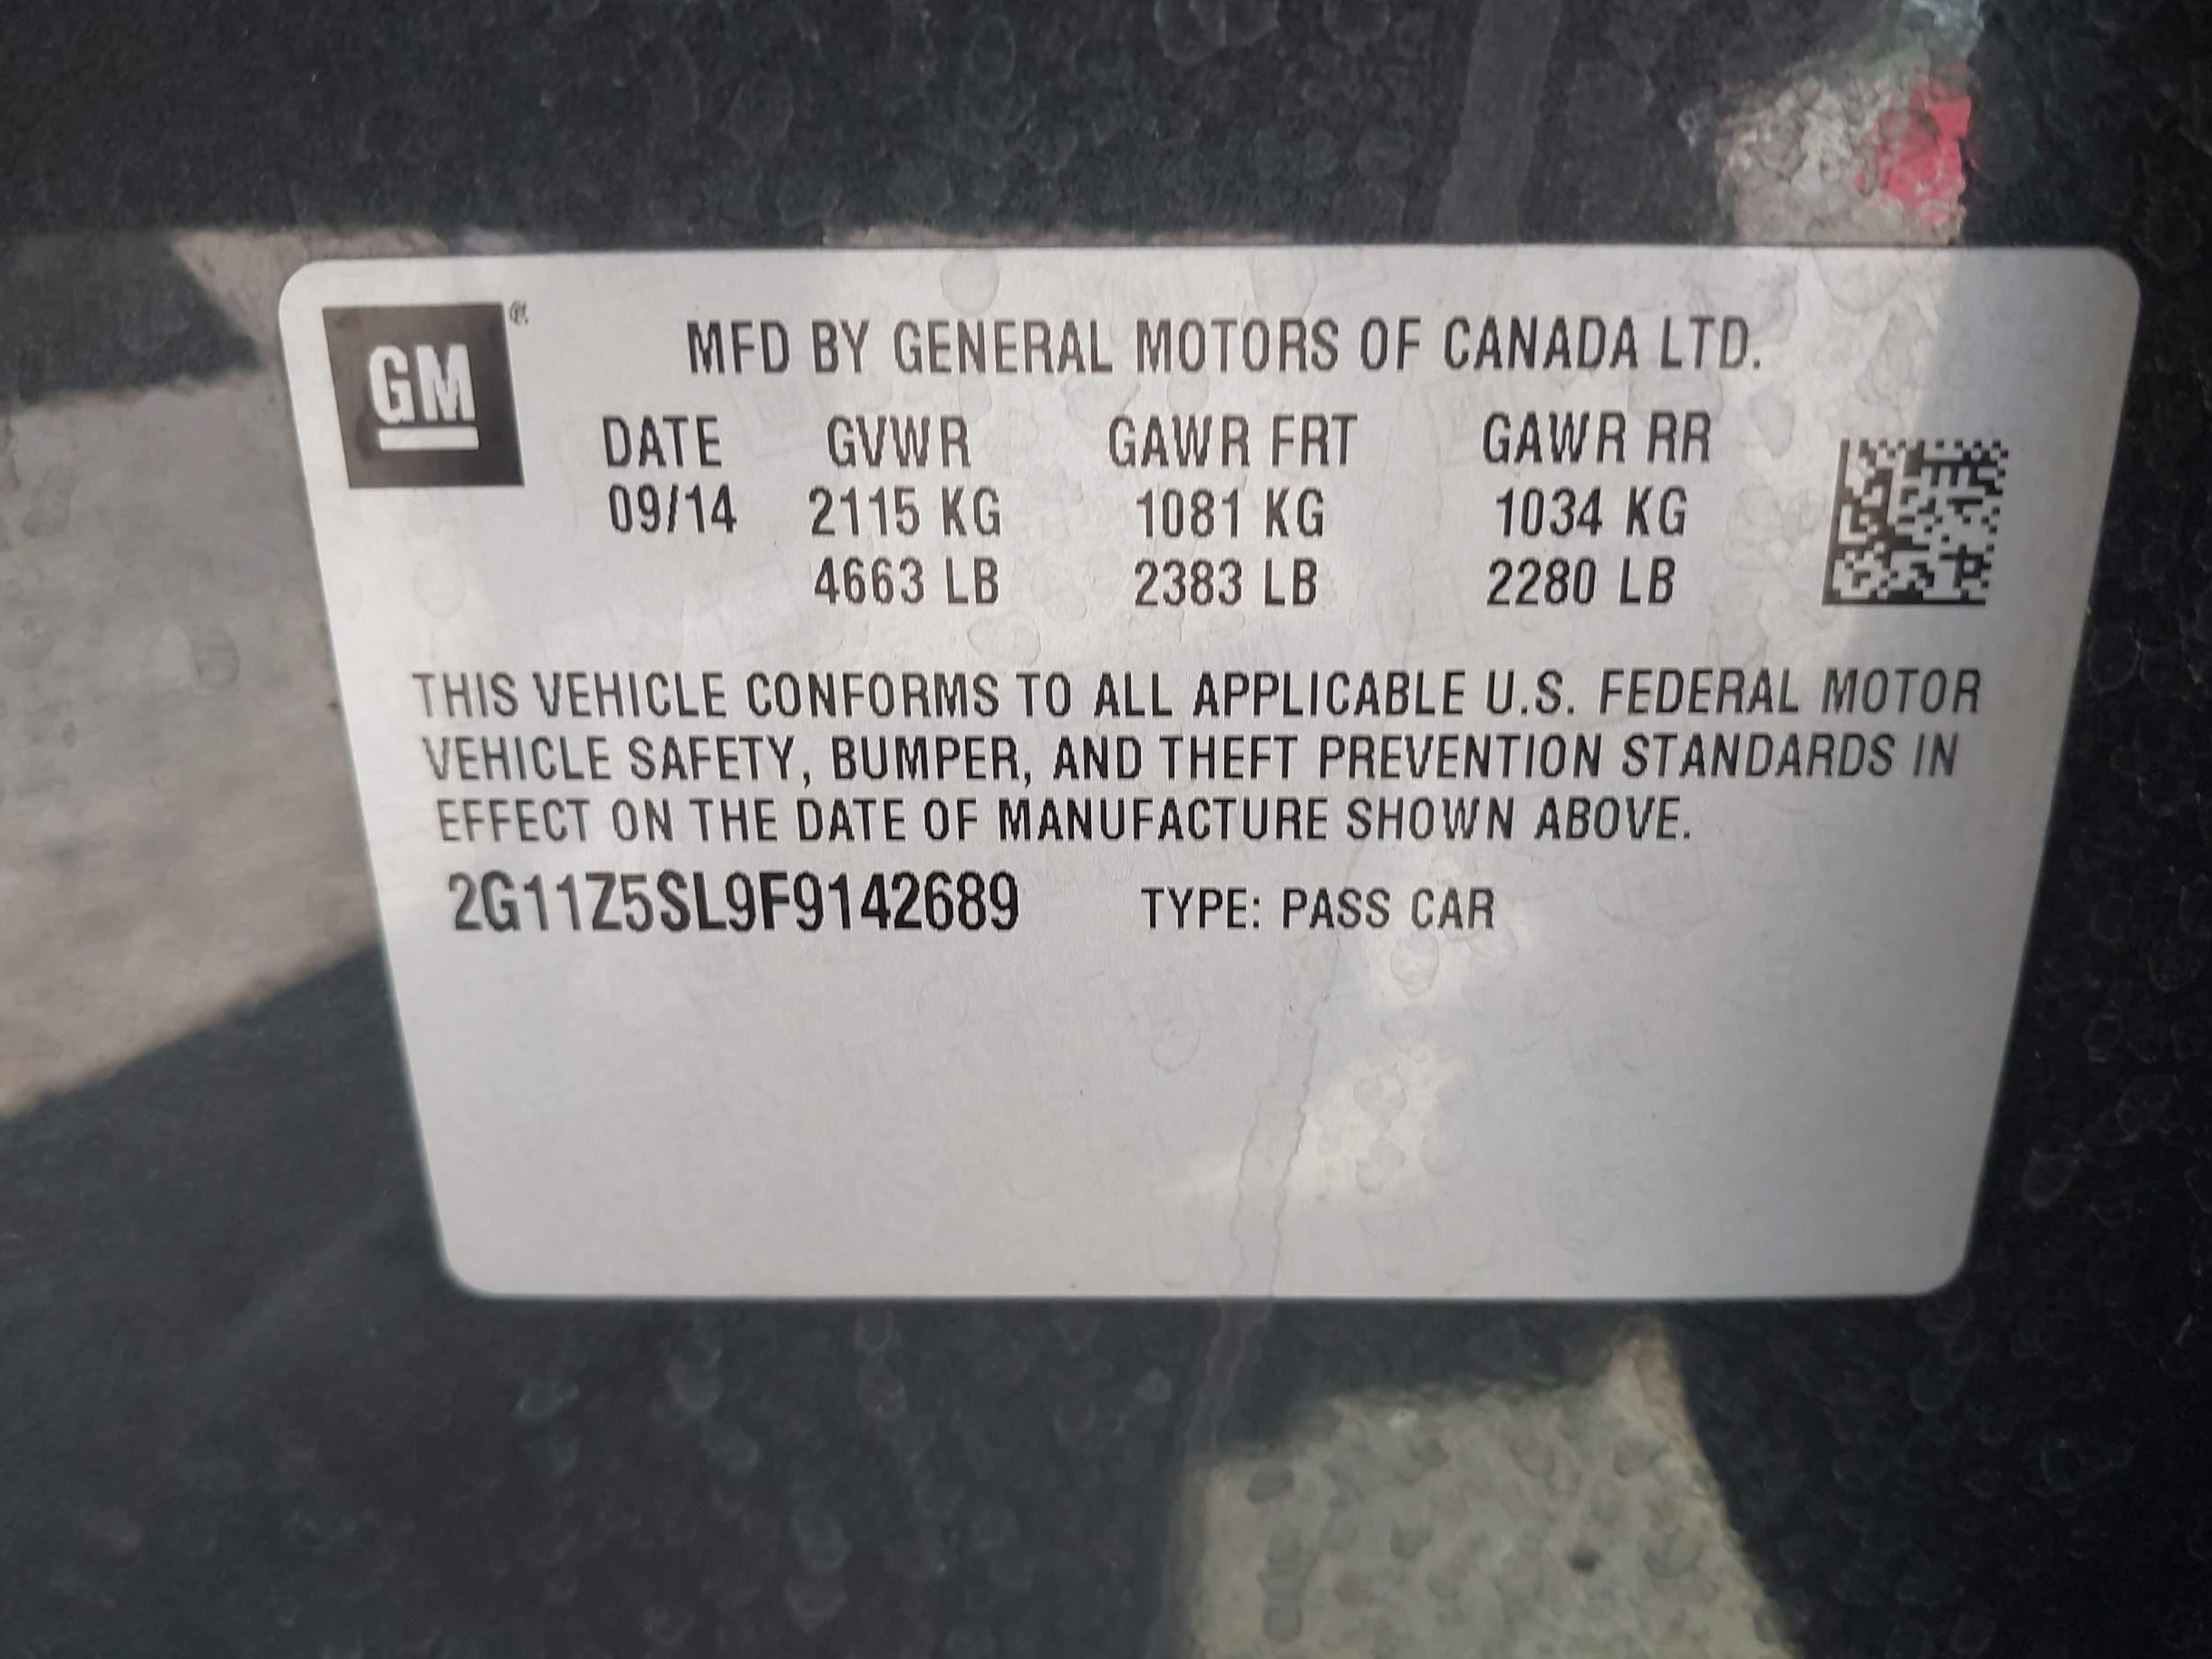 GM®
MFD BY GENERAL MOTORS OF CANADA LTD.
DATE GVWR GAWR FRT GAWR RR
09/14 2115 KG 1081 KG 1034 KG
4663 LB 2383 LB 2280 LB
THIS VEHICLE CONFORMS TO ALL APPLICABLE U.S. FEDERAL MOTOR
VEHICLE SAFETY, BUMPER, AND THEFT PREVENTION STANDARDS IN
EFFECT ON THE DATE OF MANUFACTURE SHOWN ABOVE.
2G11Z5SL9F9142689 TYPE: PASS CAR